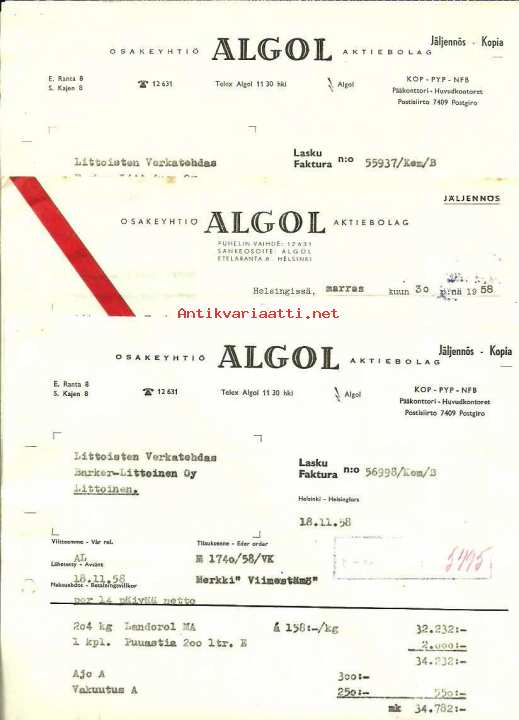 Jäljennös - Kopia
OSAKEYHTIÖ ALGOL AKTIEBOLAG
E. Ranta 8
S. Kajen 8
☎ 12 631
Telex Algol 11 30 hki
Algol
KOP - PYP - NFB
Pääkonttori - Huvudkontoret
Postisiirto 7409 Postgiro
Littoisten Verkatehdas
Lasku
Faktura n:o 55937/Kem/B
JÄLJENNÖS
OSAKEYHTIÖ ALGOL AKTIEBOLAG
PUHELIN VAIHDE: 12631
SÄHKEOSOITE: ALGOL
ETELÄRANTA 8 HELSINKI
Helsingissä, marras kuun 30 p:nä 1958
Antikvariaatti.net
Jäljennös - Kopia
OSAKEYHTIÖ ALGOL AKTIEBOLAG
E. Ranta 8
S. Kajen 8
☎ 12 631
Telex Algol 11 30 hki
Algol
KOP - PYP - NFB
Pääkonttori - Huvudkontoret
Postisiirto 7409 Postgiro
Littoisten Verkatehdas
Barker-Littoinen Oy
Littoinen.
Lasku
Faktura n:o 56998/Kem/B
Helsinki - Helsingfors
18.11.58
Viitteemme - Vår ref.
Tilauksenne - Eder order
AL
M 1740/58/VK
Lähetetty - Avsänt
18.11.58
Merkki" Viimestämö"
Maksuehdot - Betalningsvillkor
per 14 päivää netto
5495
204 kg Landorol MA á 158:-/kg 32.232:-
1 kpl. Puuastia 200 ltr. E 2.000:-
34.232:-
Ajo A 300:-
Vakuutus A 250:- 550:-
mk 34.782:-